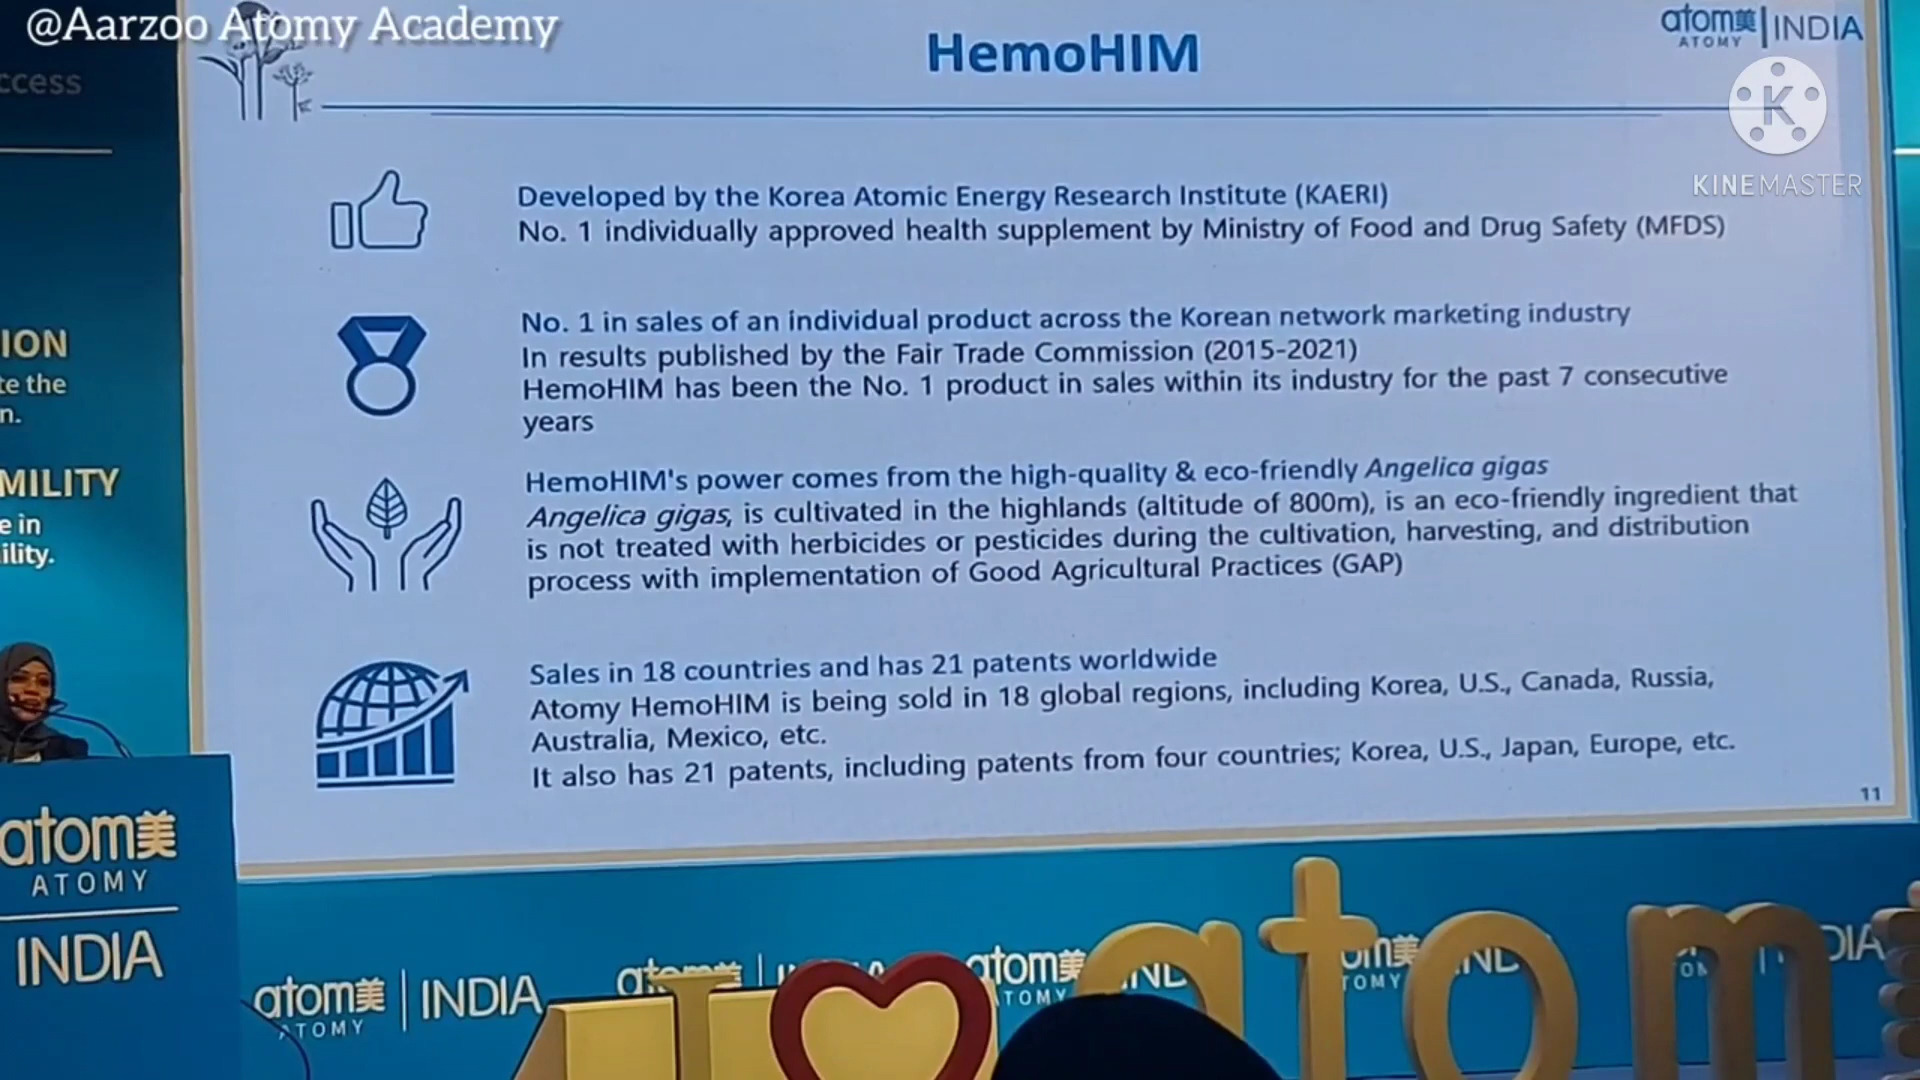 @Aarzoo Atomy Academy
ccess
HemoHIM
atom美 | INDIA
ATOMY
K
KINEMASTER
Developed by the Korea Atomic Energy Research Institute (KAERI)
No. 1 individually approved health supplement by Ministry of Food and Drug Safety (MFDS)
No. 1 in sales of an individual product across the Korean network marketing industry
In results published by the Fair Trade Commission (2015-2021)
HemoHIM has been the No. 1 product in sales within its industry for the past 7 consecutive
years
HemoHIM's power comes from the high-quality & eco-friendly Angelica gigas
Angelica gigas, is cultivated in the highlands (altitude of 800m), is an eco-friendly ingredient that
is not treated with herbicides or pesticides during the cultivation, harvesting, and distribution
process with implementation of Good Agricultural Practices (GAP)
Sales in 18 countries and has 21 patents worldwide
Atomy HemoHIM is being sold in 18 global regions, including Korea, U.S., Canada, Russia,
Australia, Mexico, etc.
It also has 21 patents, including patents from four countries; Korea, U.S., Japan, Europe, etc.
11
ION
te the
n.
MILITY
e in
ility.
atom美
ATOMY
INDIA
atom美 | INDIA
ATOMY
atom美
TOMY
TOMY
DIA
I
atom